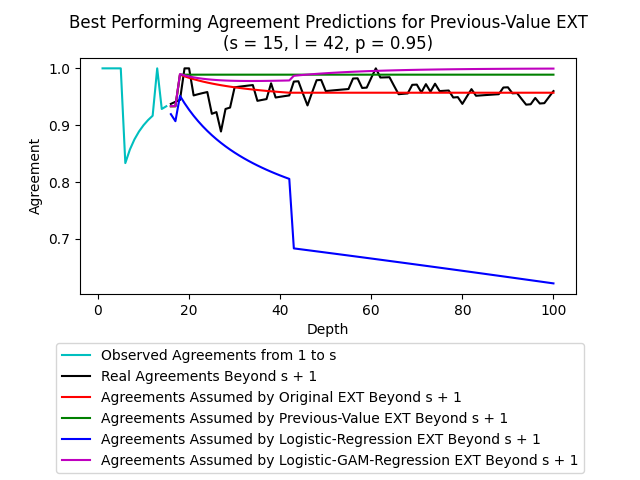 Best Performing Agreement Predictions for Previous-Value EXT
(s = 15, l = 42, p = 0.95)
1.0
0.9
0.8
0.7
Agreement
0 20 40 60 80 100
Depth
Observed Agreements from 1 to s
Real Agreements Beyond s + 1
Agreements Assumed by Original EXT Beyond s + 1
Agreements Assumed by Previous-Value EXT Beyond s + 1
Agreements Assumed by Logistic-Regression EXT Beyond s + 1
Agreements Assumed by Logistic-GAM-Regression EXT Beyond s + 1